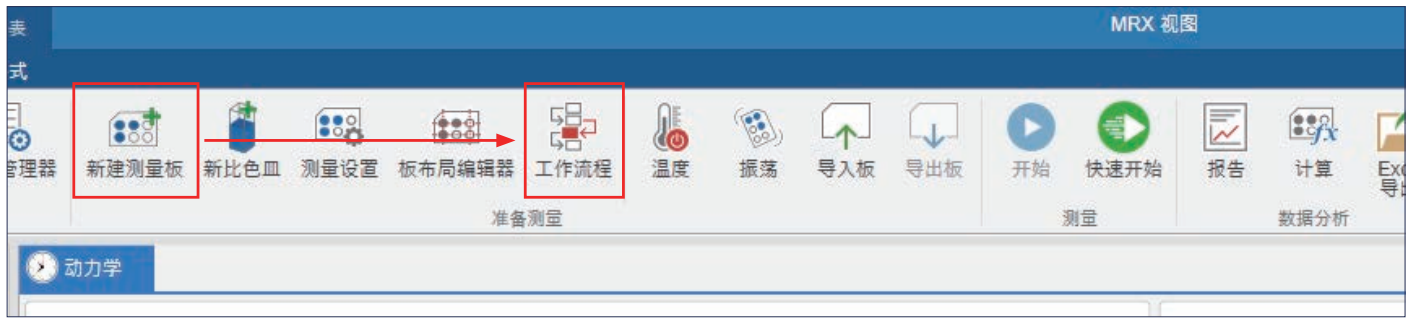 表
MRX 视图
式
管理器
新建测量板
新比色皿
测量设置
板布局编辑器
工作流程
温度
振荡
导入板
导出板
开始
快速开始
报告
计算
准备测量
测量
数据分析
动力学